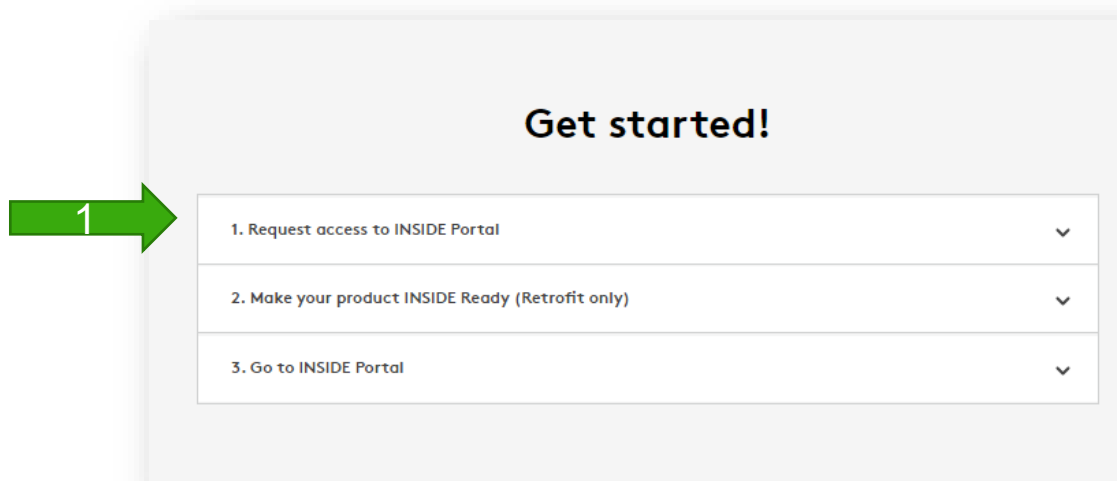 Get started!
1
1. Request access to INSIDE Portal
2. Make your product INSIDE Ready (Retrofit only)
3. Go to INSIDE Portal